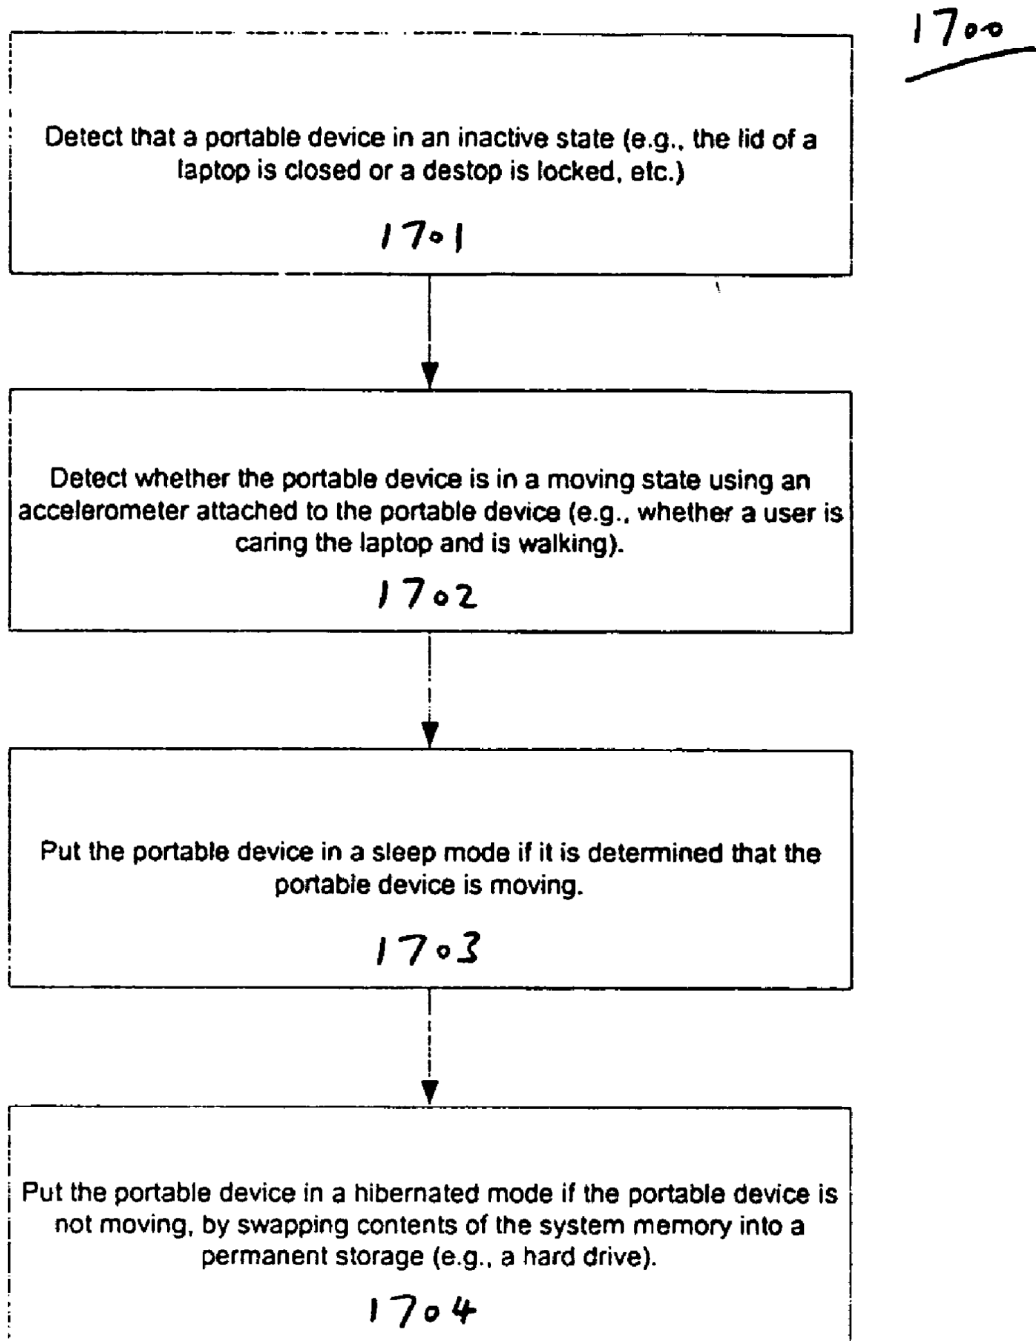 1700
Detect that a portable device in an inactive state (e.g., the lid of a
laptop is closed or a destop is locked, etc.)
1701
Detect whether the portable device is in a moving state using an
accelerometer attached to the portable device (e.g., whether a user is
caring the laptop and is walking).
1702
Put the portable device in a sleep mode if it is determined that the
portable device is moving.
1703
Put the portable device in a hibernated mode if the portable device is
not moving, by swapping contents of the system memory into a
permanent storage (e.g., a hard drive).
1704